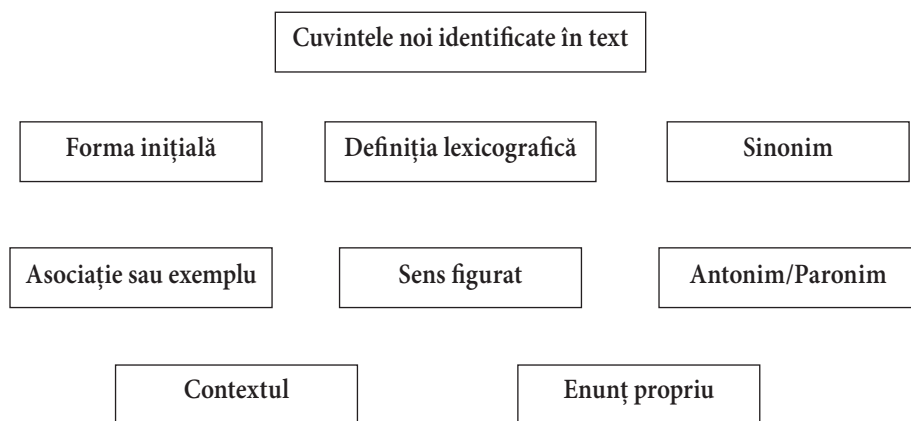 Cuvintele noi identificate în text
Forma inițială
Definiția lexicografică
Sinonim
Asociație sau exemplu
Sens figurat
Antonim/Paronim
Contextul
Enunț propriu